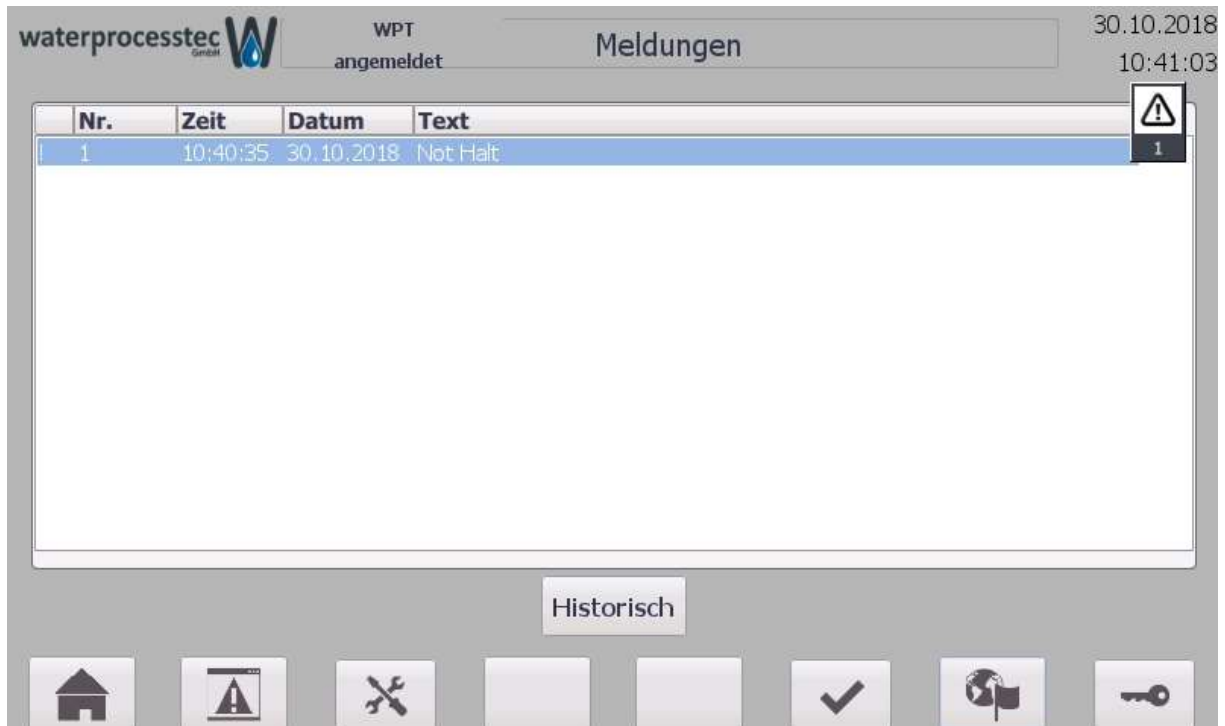 waterprocesstec
GmbH
WPT
angemeldet
Meldungen
30.10.2018
10:41:03
Nr. Zeit Datum Text
! 1 10:40:35 30.10.2018 Not Halt
1
Historisch